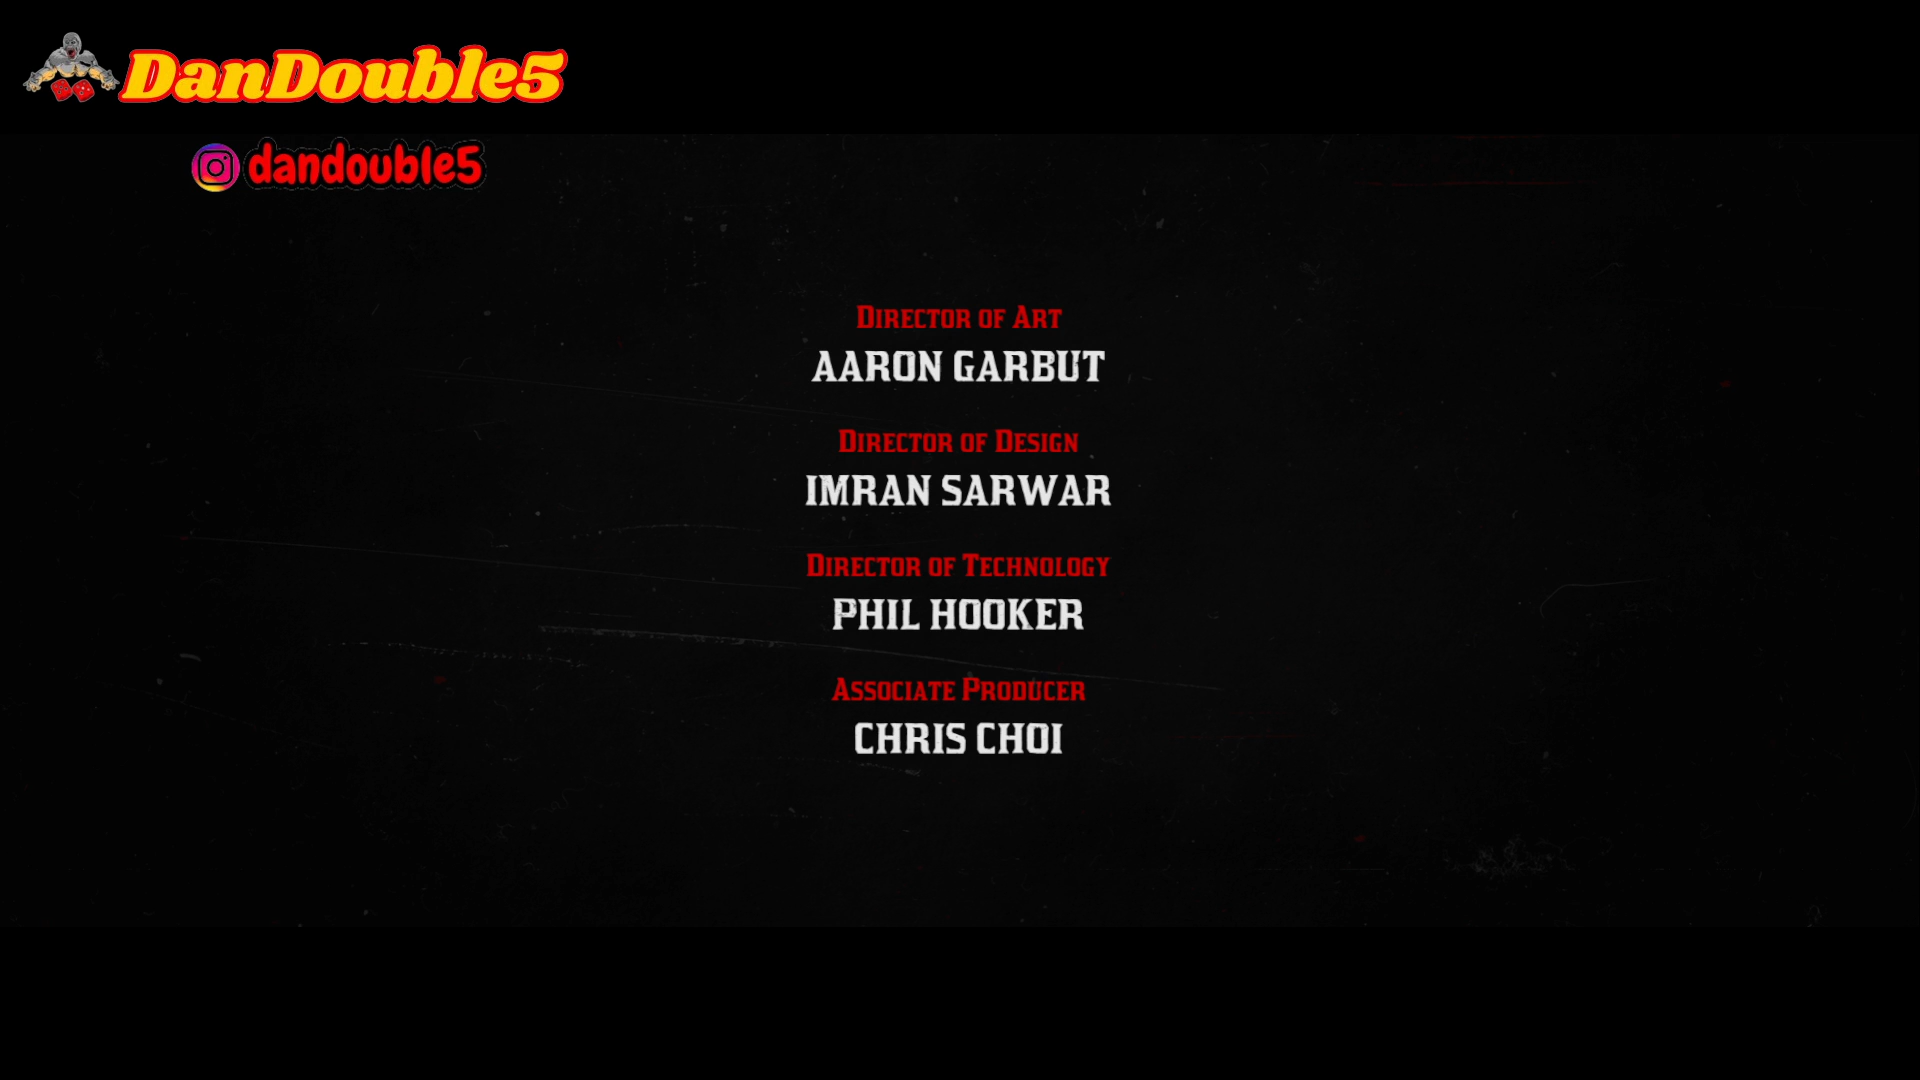 DanDouble5
dandouble5
Director of Art
AARON GARBUT
Director of Design
IMRAN SARWAR
Director of Technology
PHIL HOOKER
Associate Producer
CHRIS CHOI